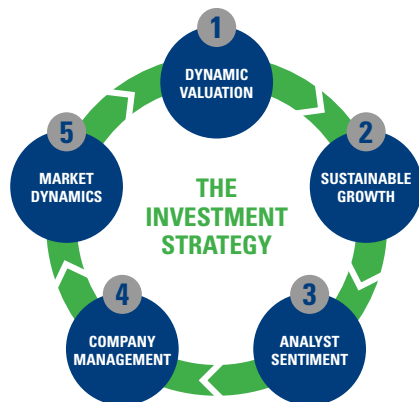 1
DYNAMIC
VALUATION
2
SUSTAINABLE
GROWTH
3
ANALYST
SENTIMENT
4
COMPANY
MANAGEMENT
5
MARKET
DYNAMICS
THE
INVESTMENT
STRATEGY